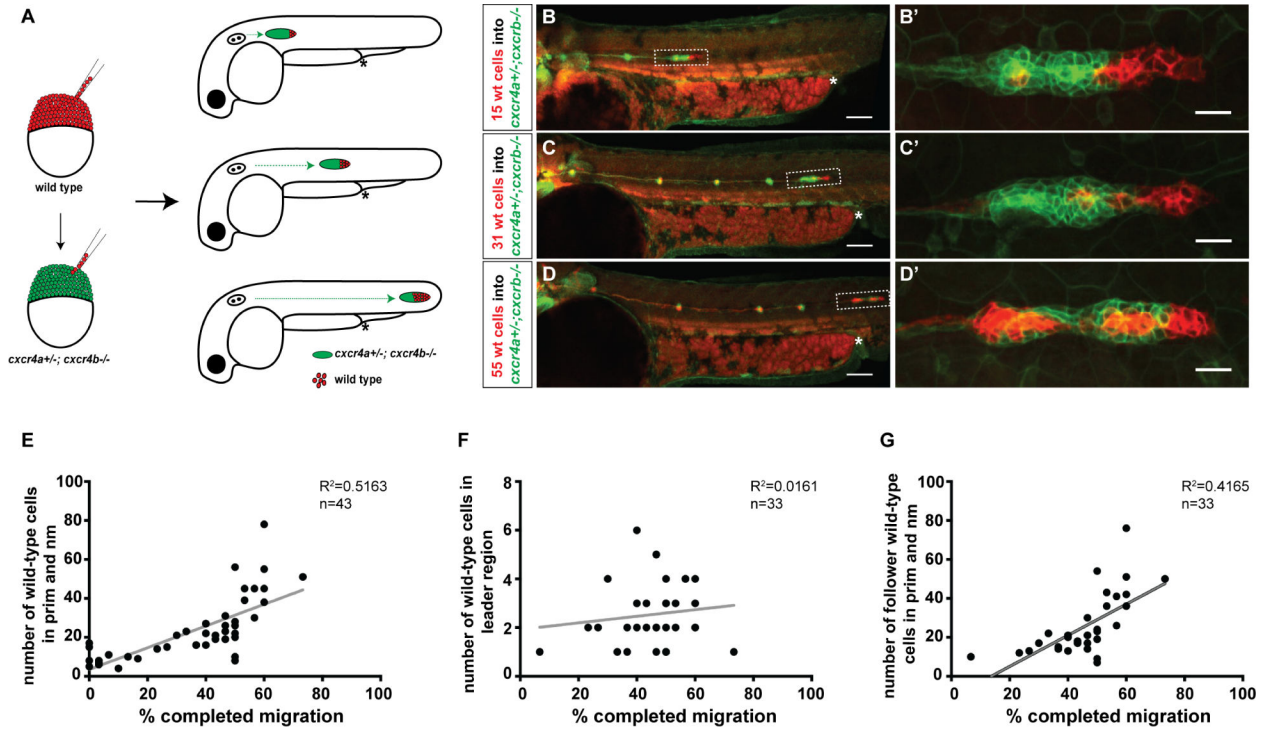 A
wild type
cxcr4a+/-; cxcr4b-/-
*
*
*
cxcr4a+/-; cxcr4b-/-
wild type
15 wt cells into
cxcr4a+/-;cxcrb-/-
B
*
B'
31 wt cells into
cxcr4a+/-;cxcrb-/-
C
*
C'
55 wt cells into
cxcr4a+/-;cxcrb-/-
D
*
D'
E
number of wild-type cells
in prim and nm
100
80
60
40
20
0
R²=0.5163
n=43
0 20 40 60 80 100
% completed migration
F
number of wild-type cells in
leader region
8
6
4
2
0
R²=0.0161
n=33
0 20 40 60 80 100
% completed migration
G
number of follower wild-type
cells in prim and nm
100
80
60
40
20
0
R²=0.4165
n=33
0 20 40 60 80 100
% completed migration